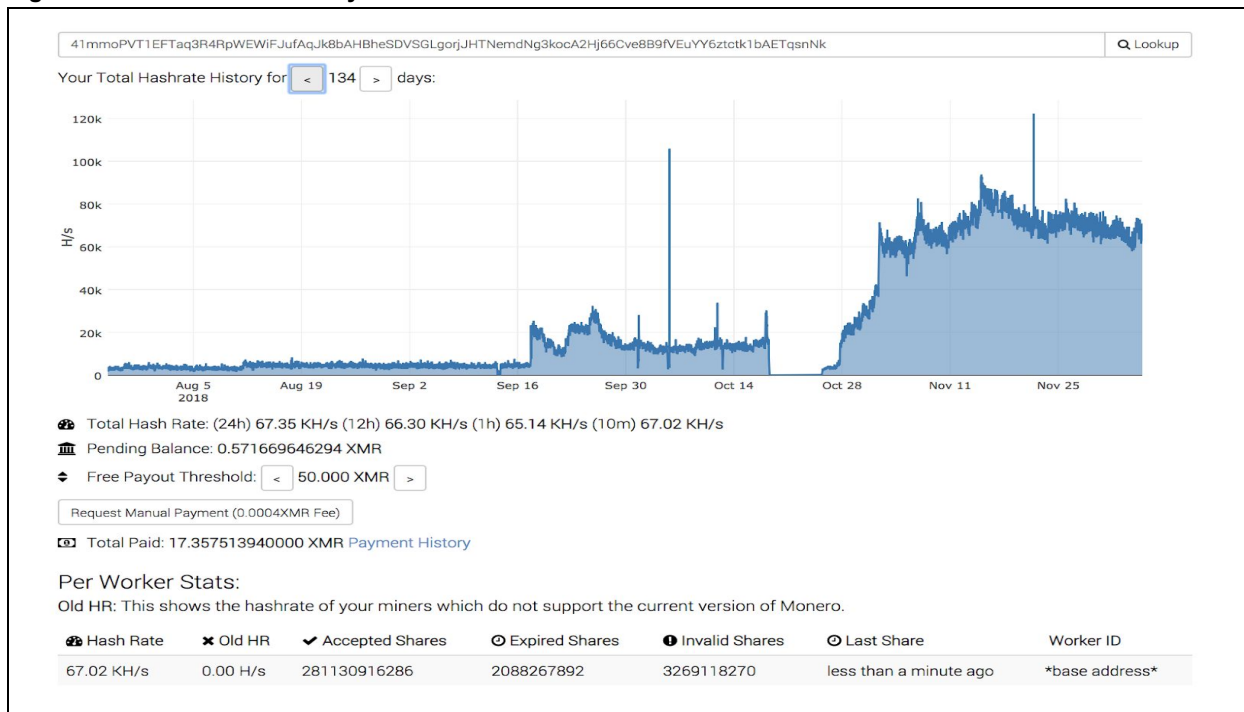 41mmoPVT1EFTaq3R4RpWEWiFJufAqJk8bAHBheSDVSGLgorjJHTNemdNg3kocA2Hj66Cve8B9fVEuYY6ztctk1bAETqsnNk Lookup
Your Total Hashrate History for < 134 > days:
120k
100k
80k
60k
40k
20k
0
H/s
Aug 5 Aug 19 Sep 2 Sep 16 Sep 30 Oct 14 Oct 28 Nov 11 Nov 25
2018
Total Hash Rate: (24h) 67.35 KH/s (12h) 66.30 KH/s (1h) 65.14 KH/s (10m) 67.02 KH/s
Pending Balance: 0.571669646294 XMR
Free Payout Threshold: < 50.000 XMR >
Request Manual Payment (0.0004XMR Fee)
Total Paid: 17.357513940000 XMR Payment History
Per Worker Stats:
Old HR: This shows the hashrate of your miners which do not support the current version of Monero.
Hash Rate Old HR Accepted Shares Expired Shares Invalid Shares Last Share Worker ID
67.02 KH/s 0.00 H/s 281130916286 2088267892 3269118270 less than a minute ago *base address*